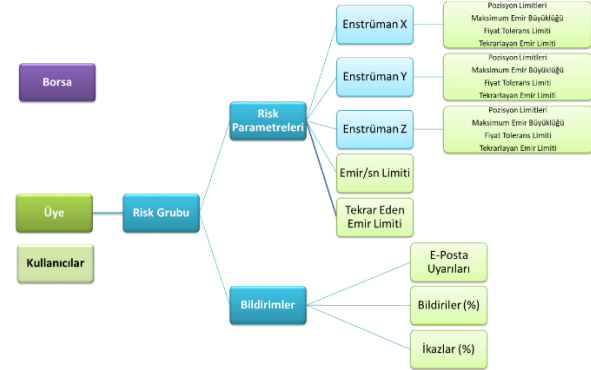 Borsa
Üye
Kullanıcılar
Risk Grubu
Risk
Parametreleri
Enstrüman X
Pozisyon Limitleri
Maksimum Emir Büyüklüğü
Fiyat Tolerans Limiti
Tekrarlayan Emir Limiti
Enstrüman Y
Pozisyon Limitleri
Maksimum Emir Büyüklüğü
Fiyat Tolerans Limiti
Tekrarlayan Emir Limiti
Enstrüman Z
Pozisyon Limitleri
Maksimum Emir Büyüklüğü
Fiyat Tolerans Limiti
Tekrarlayan Emir Limiti
Emir/sn Limiti
Tekrar Eden
Emir Limiti
Bildirimler
E-Posta
Uyarıları
Bildiriler (%)
İkazlar (%)